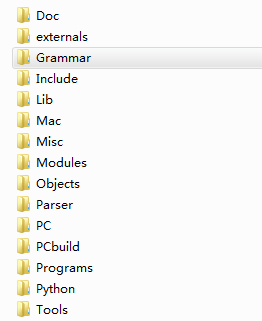 Doc
externals
Grammar
Include
Lib
Mac
Misc
Modules
Objects
Parser
PC
PCbuild
Programs
Python
Tools